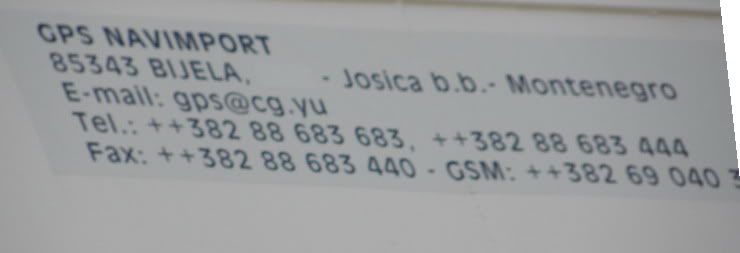 GPS NAVIMPORT
85343 BIJELA, - Josica b.b.- Montenegro
E-mail: gps@cg.yu
Tel.: ++382 88 683 683, ++382 88 683 444
Fax: ++382 88 683 440 - GSM: ++382 69 040